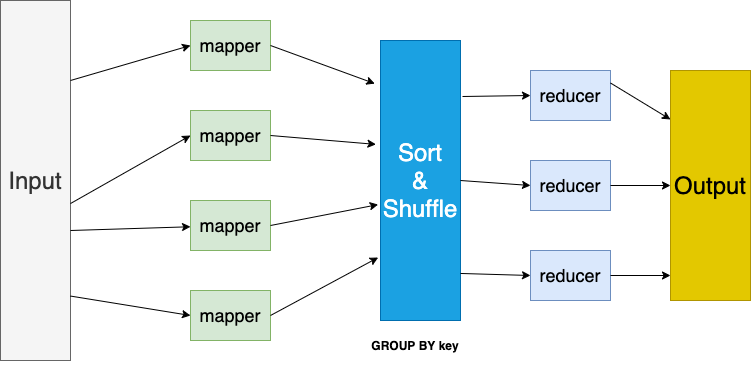 Input
mapper
mapper
mapper
mapper
Sort
&
Shuffle
GROUP BY key
reducer
reducer
reducer
Output